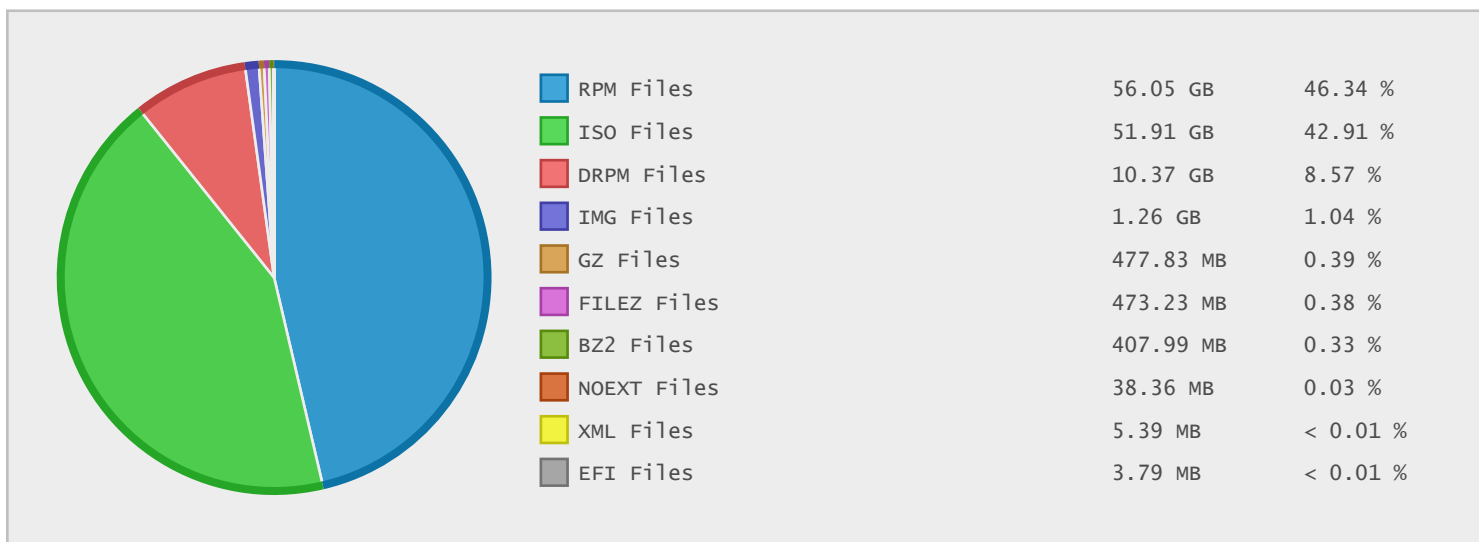 RPM Files 56.05 GB 46.34 %
ISO Files 51.91 GB 42.91 %
DRPM Files 10.37 GB 8.57 %
IMG Files 1.26 GB 1.04 %
GZ Files 477.83 MB 0.39 %
FILEZ Files 473.23 MB 0.38 %
BZ2 Files 407.99 MB 0.33 %
NOEXT Files 38.36 MB 0.03 %
XML Files 5.39 MB < 0.01 %
EFI Files 3.79 MB < 0.01 %